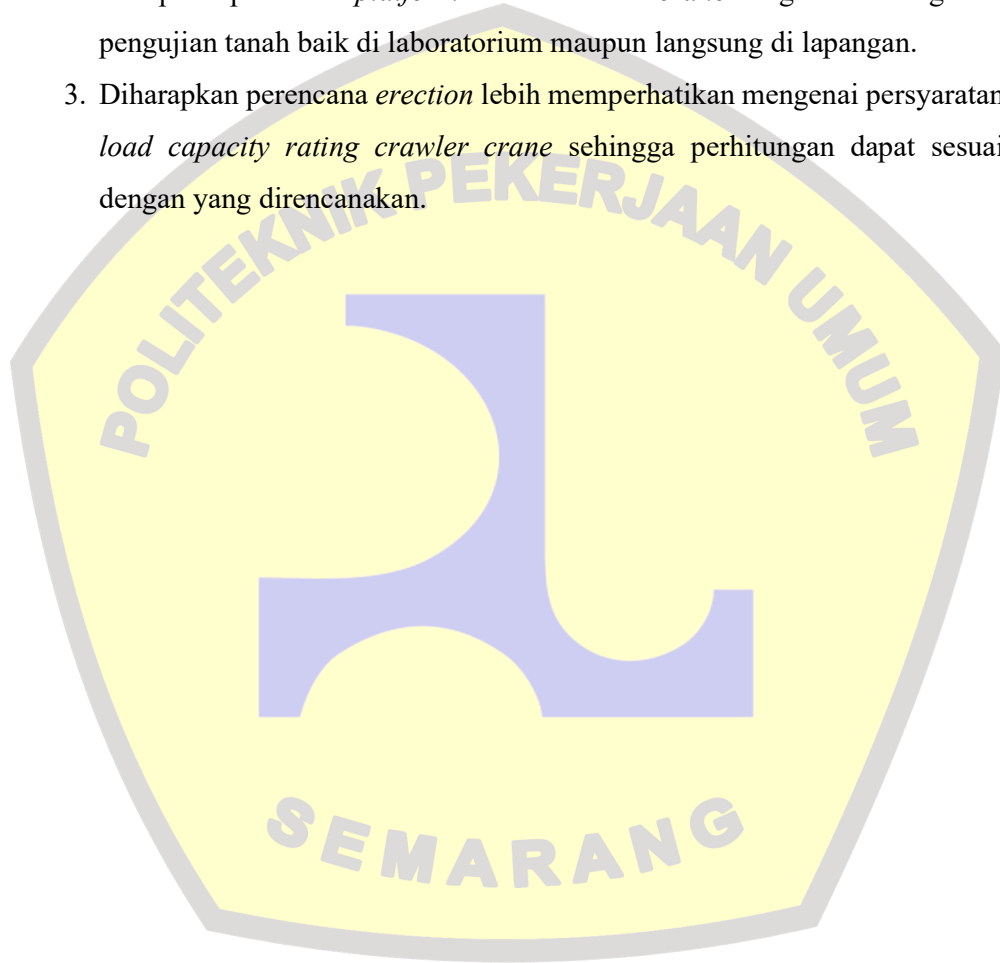 pengujian tanah baik di laboratorium maupun langsung di lapangan.
3. Diharapkan perencana erection lebih memperhatikan mengenai persyaratan
load capacity rating crawler crane sehingga perhitungan dapat sesuai
dengan yang direncanakan.
POLITEKNIK PEKERJAAN UMUM
SEMARANG